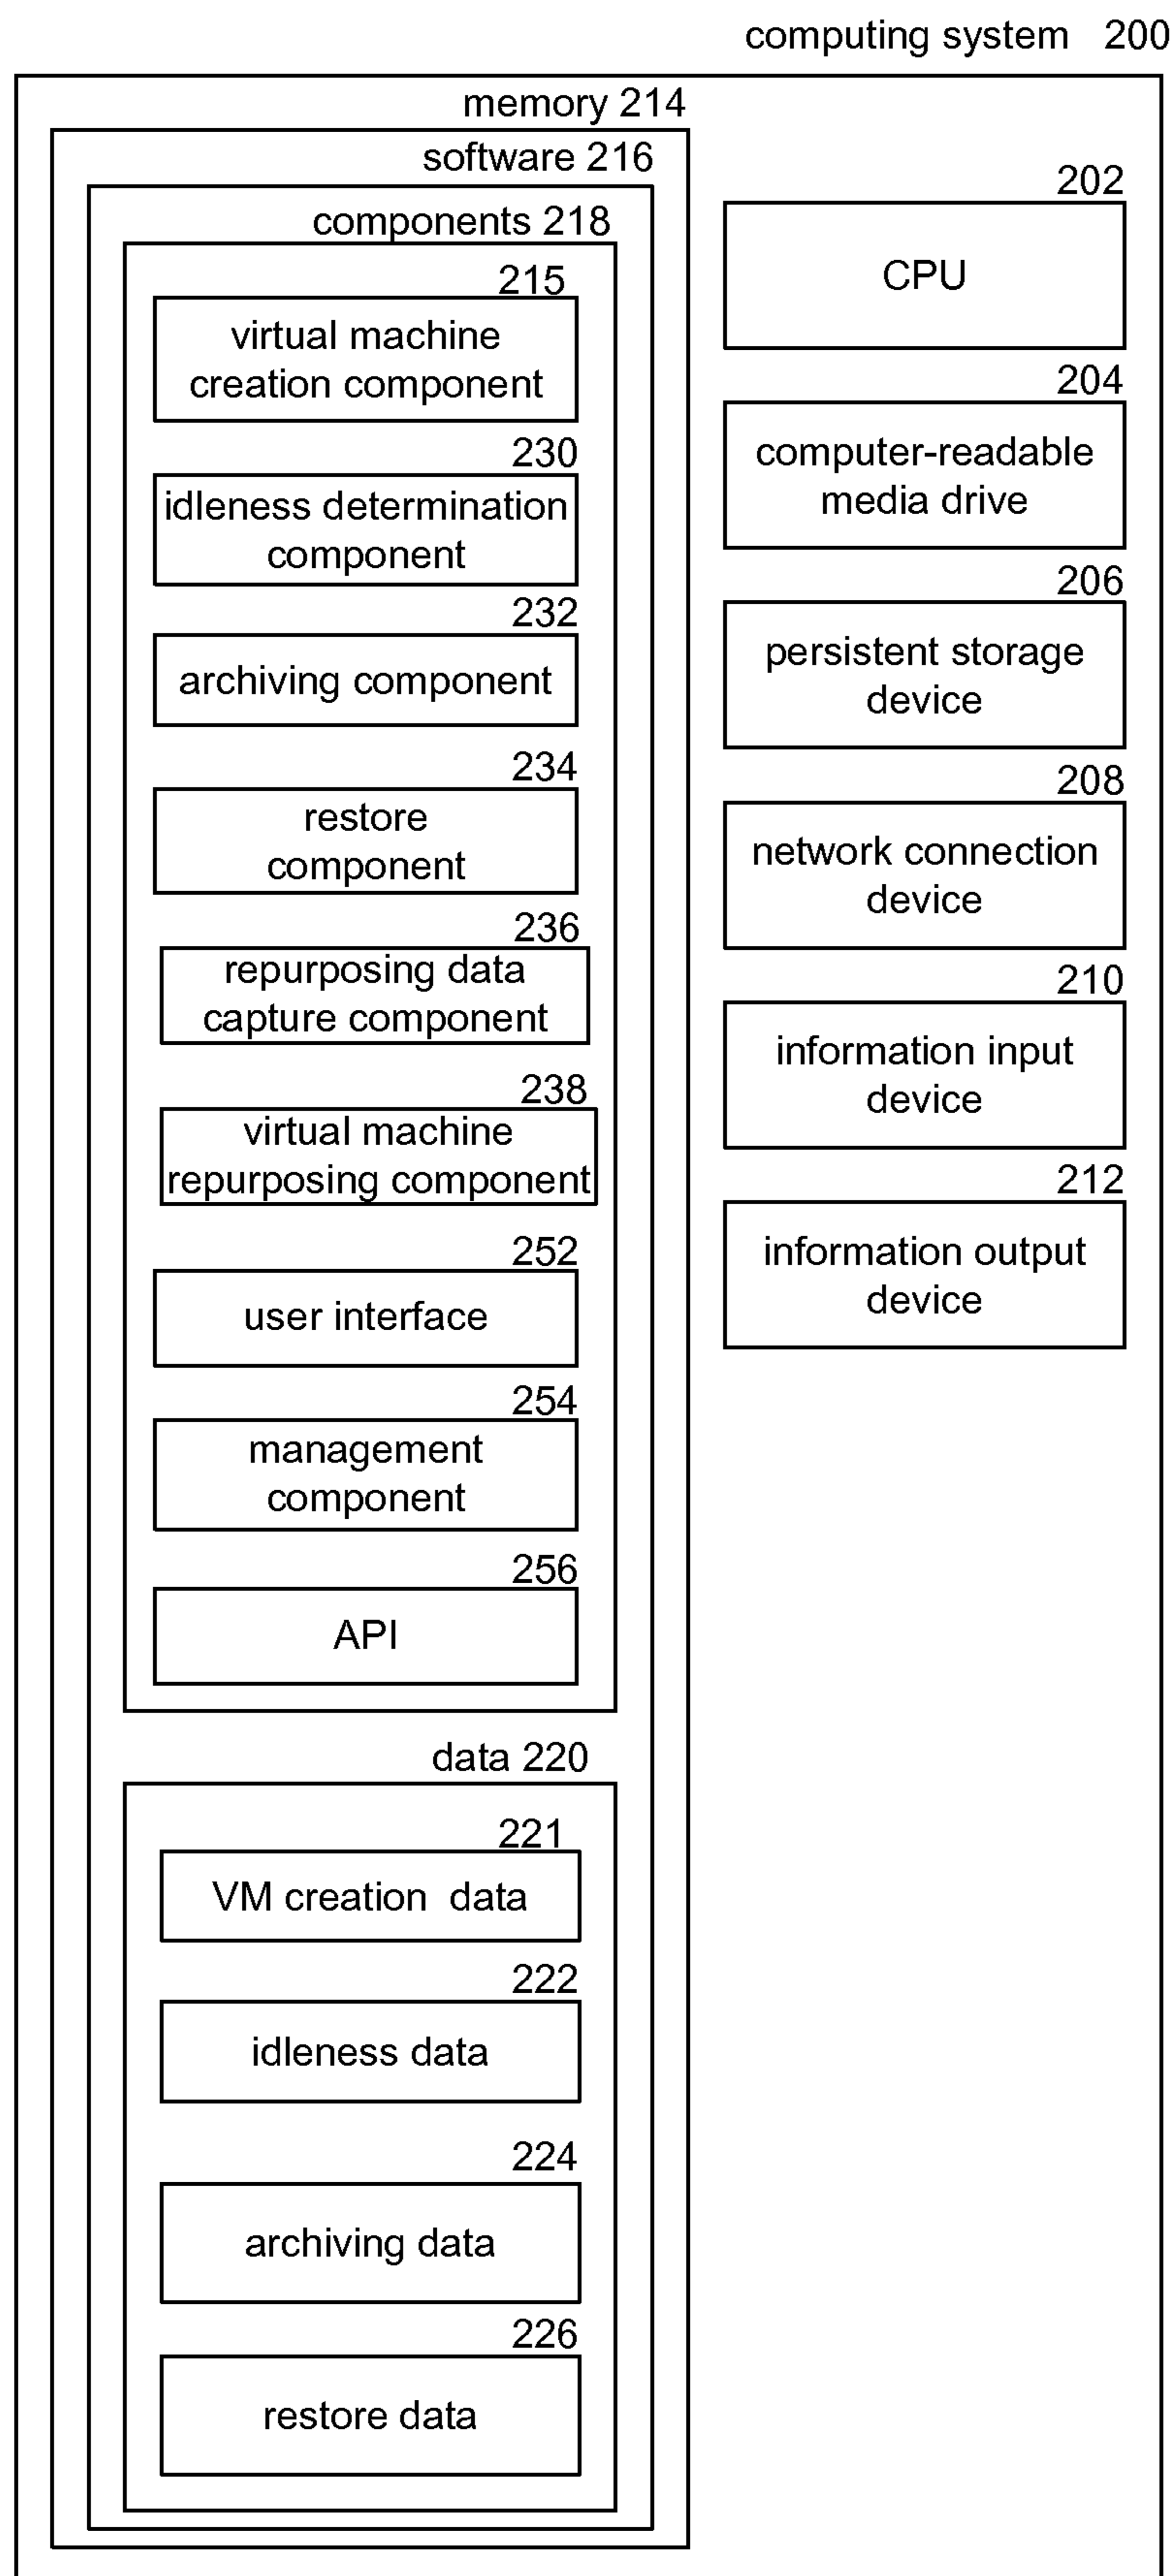 computing system 200
memory 214
software 216
components 218
215
virtual machine
creation component
230
idleness determination
component
232
archiving component
234
restore
component
236
repurposing data
capture component
238
virtual machine
repurposing component
252
user interface
254
management
component
256
API
data 220
221
VM creation data
222
idleness data
224
archiving data
226
restore data
202
CPU
204
computer-readable
media drive
206
persistent storage
device
208
network connection
device
210
information input
device
212
information output
device